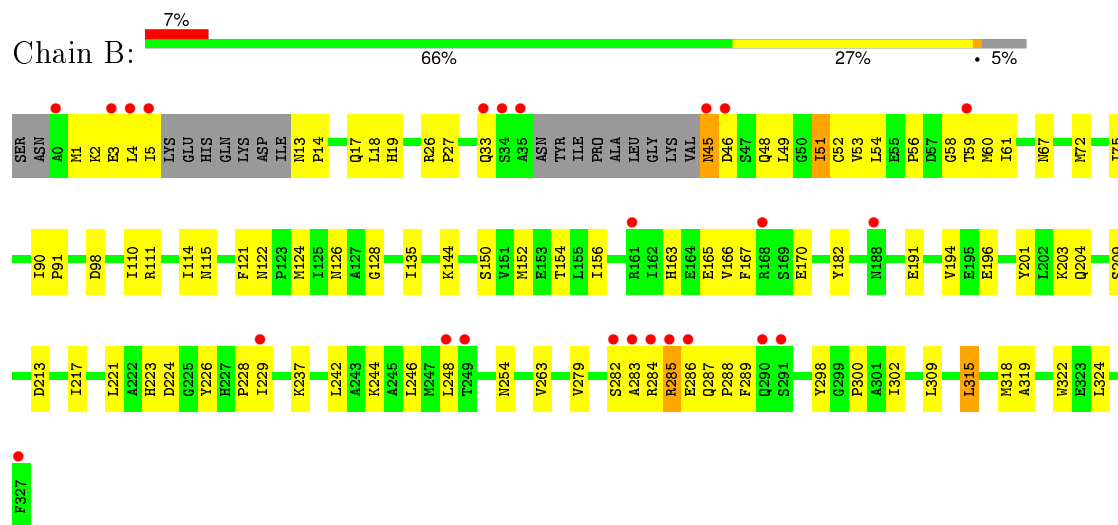 7%
Chain B:
66% 27% • 5%
SER ASN A0 M1 K2 E3 L4 I5 LYS GLU HIS GLN LYS ASP ILE N13 P14 Q17 L18 H19 R26 P27 Q33 S34 A35 ASN TYR ILE PRO ALA LEU GLY LYS VAL N45 D46 S47 Q48 L49 G50 I51 C52 V53 L54 E55 P56 D57 G58 T59 M60 I61 N67 M72
I90 P91 D98 I110 R111 I114 N115 F121 N122 P123 M124 I125 N126 A127 G128 I135 K144 S150 V151 M152 E153 T154 L155 I156 R161 I162 H163 E164 E165 V166 F167 R168 S169 E170 Y182 N188 E191 V194 E195 E196 Y201 L202 K203 Q204
D213 I217 L221 A222 H223 D224 G225 Y226 H227 P228 I229 K237 L242 A243 K244 A245 L246 M247 L248 T249 N254 V263 V279 S282 A283 R284 R285 E286 Q287 P288 F289 Q290 S291 Y298 G299 P300 A301 I302 L309 L315 M318 A319 W322 E323 L324
F327